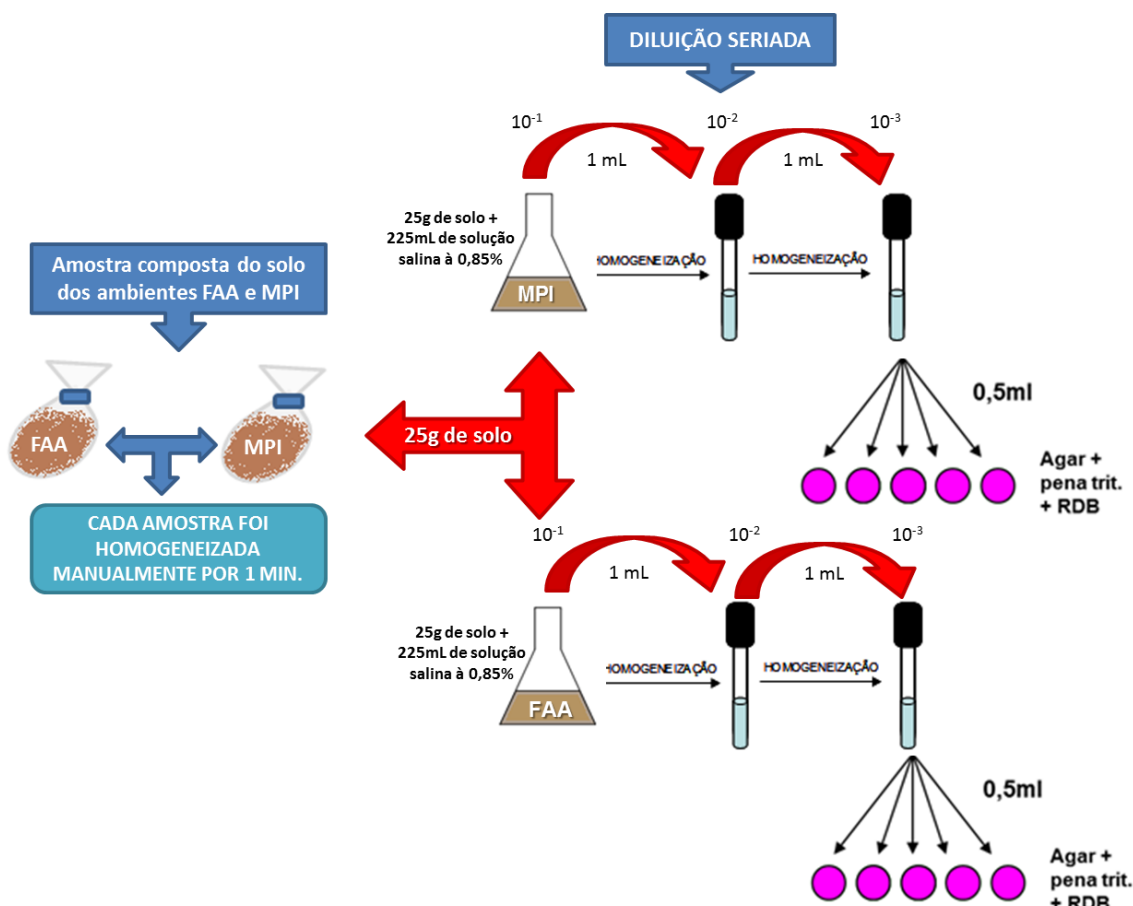 DILUIÇÃO SERIADA
10-1
10-2
10-3
1 mL
1 mL
25g de solo +
225mL de solução
salina à 0,85%
HOMOGENEIZAÇÃO
HOMOGENEIZAÇÃO
MPI
Amostra composta do solo
dos ambientes FAA e MPI
FAA
MPI
25g de solo
CADA AMOSTRA FOI
HOMOGENEIZADA
MANUALMENTE POR 1 MIN.
0,5ml
Agar +
pena trit.
+ RDB
10-1
10-2
10-3
1 mL
1 mL
25g de solo +
225mL de solução
salina à 0,85%
HOMOGENEIZAÇÃO
HOMOGENEIZAÇÃO
FAA
0,5ml
Agar +
pena trit.
+ RDB